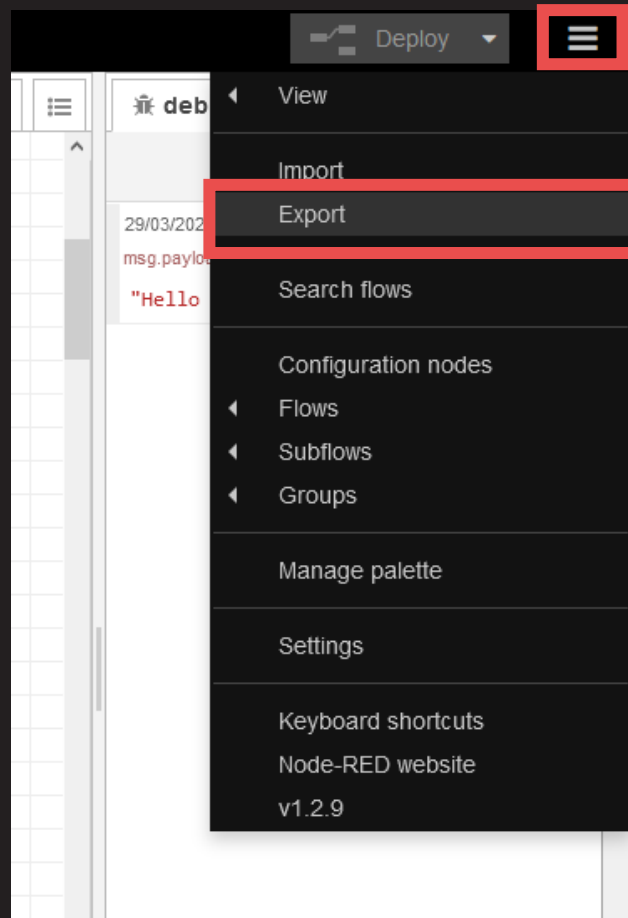 Deploy
deb
View
Import
29/03/202
Export
msg.paylo
"Hello
Search flows
Configuration nodes
Flows
Subflows
Groups
Manage palette
Settings
Keyboard shortcuts
Node-RED website
v1.2.9